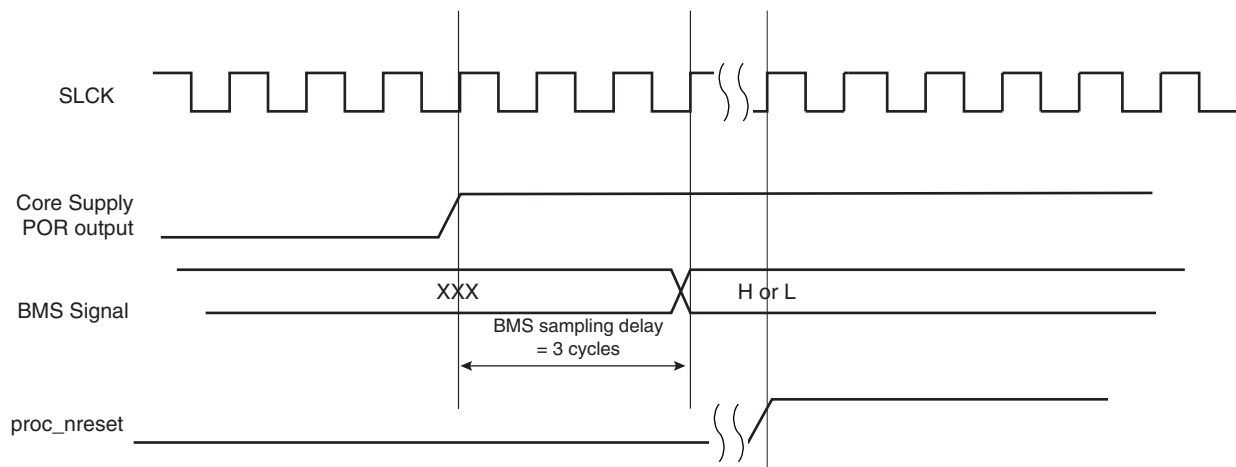 SLCK
Core Supply
POR output
XXX
H or L
BMS Signal
BMS sampling delay
= 3 cycles
proc_nreset